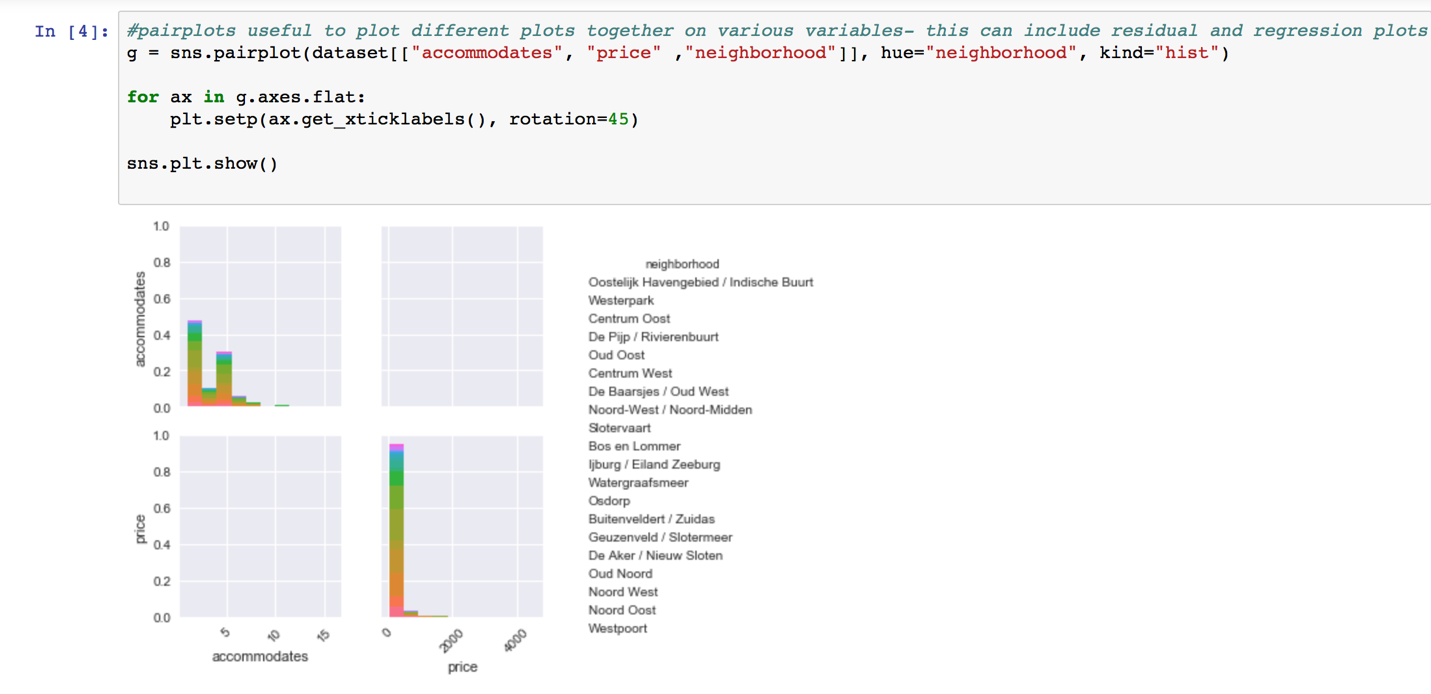 In [4]: #pairplots useful to plot different plots together on various variables- this can include residual and regression plots
g = sns.pairplot(dataset[["accommodates", "price" ,"neighborhood"]], hue="neighborhood", kind="hist")
for ax in g.axes.flat:
    plt.setp(ax.get_xticklabels(), rotation=45)
sns.plt.show()
1.0
0.8
0.6
0.4
0.2
0.0
accommodates
1.0
0.8
0.6
0.4
0.2
0.0
price
5 10 15
accommodates
0 2000 4000
price
neighborhood
Oostelijk Havengebied / Indische Buurt
Westerpark
Centrum Oost
De Pijp / Rivierenbuurt
Oud Oost
Centrum West
De Baarsjes / Oud West
Noord-West / Noord-Midden
Slotervaart
Bos en Lommer
Ijburg / Eiland Zeeburg
Watergraafsmeer
Osdorp
Buitenveldert / Zuidas
Geuzenveld / Slotermeer
De Aker / Nieuw Sloten
Oud Noord
Noord West
Noord Oost
Westpoort